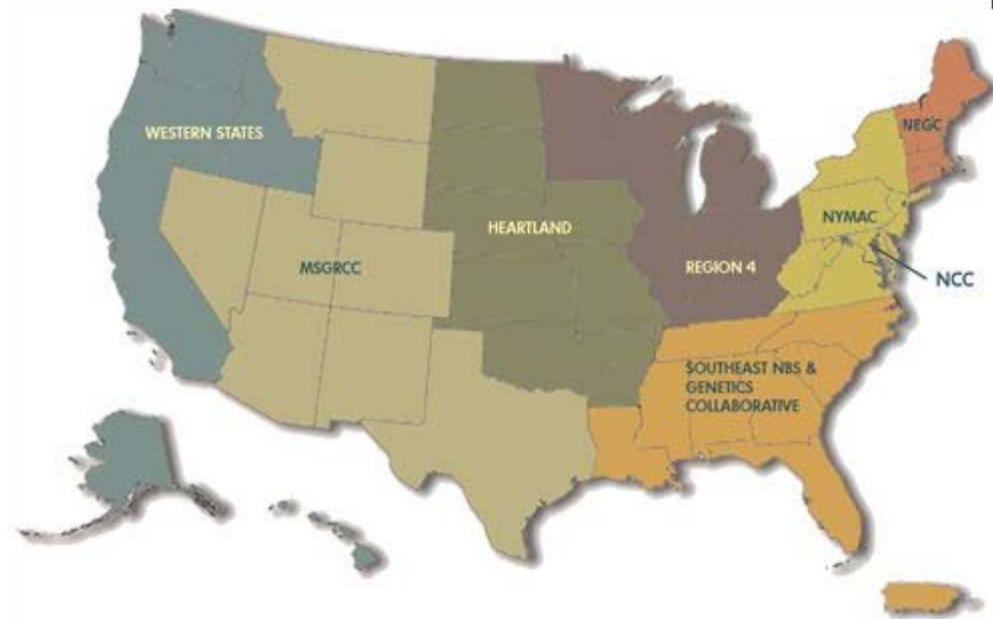 WESTERN STATES
MSGRCC
HEARTLAND
REGION 4
NEGC
NYMAC
NCC
SOUTHEAST NBS &
GENETICS
COLLABORATIVE